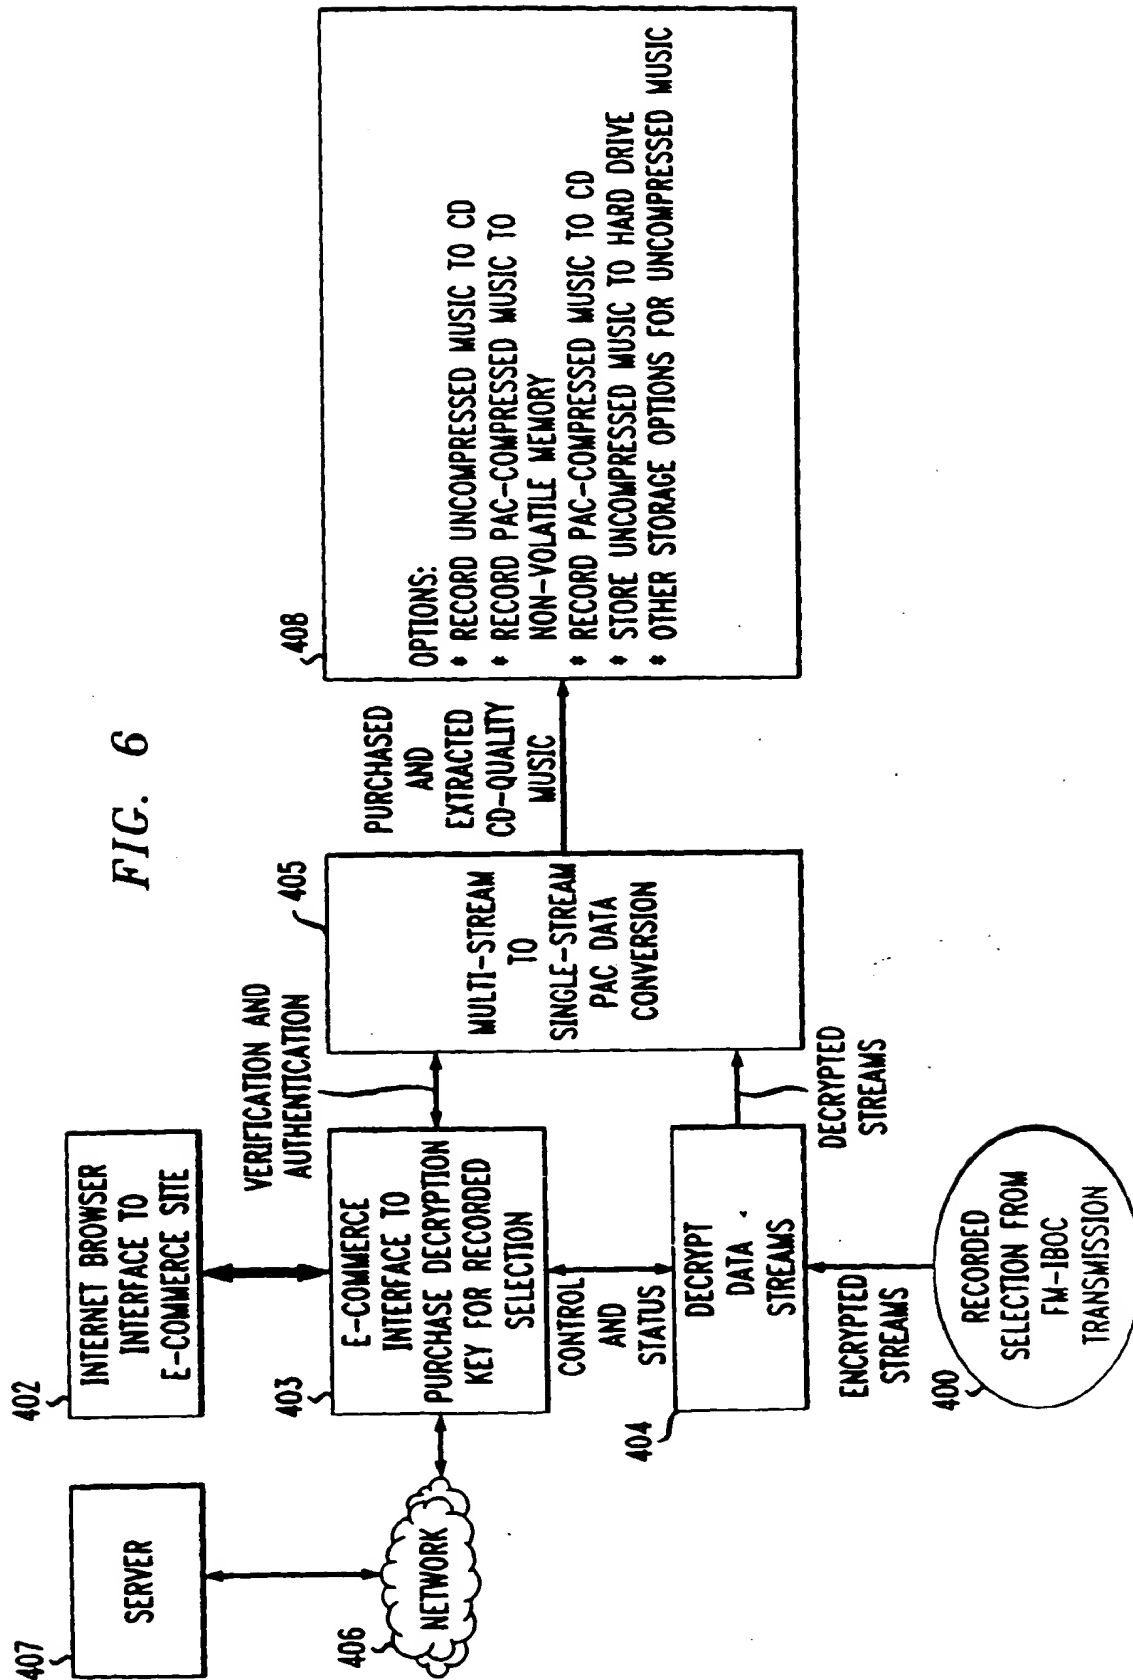 FIG. 6
407
SERVER
406
NETWORK
402
INTERNET BROWSER
INTERFACE TO
E-COMMERCE SITE
403
E-COMMERCE
INTERFACE TO
PURCHASE DECRYPTION
KEY FOR RECORDED
SELECTION
VERIFICATION AND
AUTHENTICATION
CONTROL
AND
STATUS
404
DECRYPT
DATA
STREAMS
ENCRYPTED
STREAMS
400
RECORDED
SELECTION FROM
FM-IBOC
TRANSMISSION
DECRYPTED
STREAMS
405
MULTI-STREAM
TO
SINGLE-STREAM
PAC DATA
CONVERSION
PURCHASED
AND
EXTRACTED
CD-QUALITY
MUSIC
408
OPTIONS:
* RECORD UNCOMPRESSED MUSIC TO CD
* RECORD PAC-COMPRESSED MUSIC TO
NON-VOLATILE MEMORY
* RECORD PAC-COMPRESSED MUSIC TO CD
* STORE UNCOMPRESSED MUSIC TO HARD DRIVE
* OTHER STORAGE OPTIONS FOR UNCOMPRESSED MUSIC